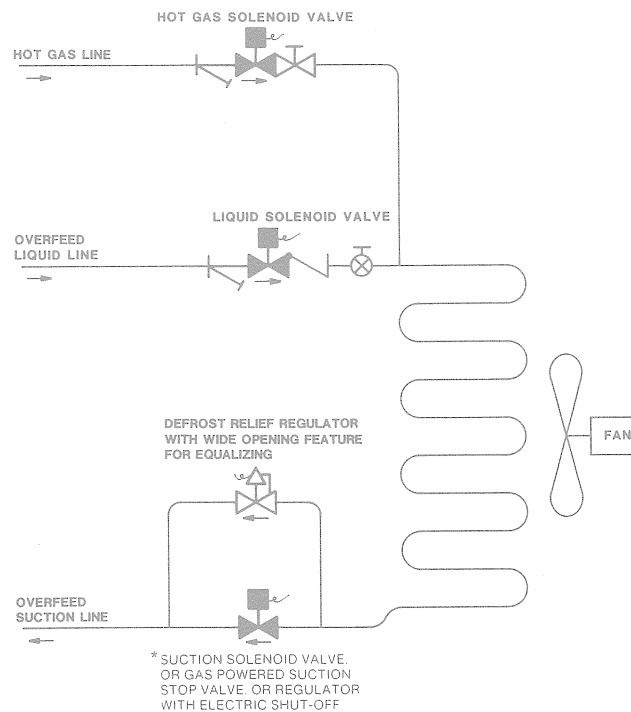 HOT GAS SOLENOID VALVE
HOT GAS LINE
LIQUID SOLENOID VALVE
OVERFEED
LIQUID LINE
DEFROST RELIEF REGULATOR
WITH WIDE OPENING FEATURE
FOR EQUALIZING
FAN
OVERFEED
SUCTION LINE
* SUCTION SOLENOID VALVE.
OR GAS POWERED SUCTION
STOP VALVE. OR REGULATOR
WITH ELECTRIC SHUT-OFF